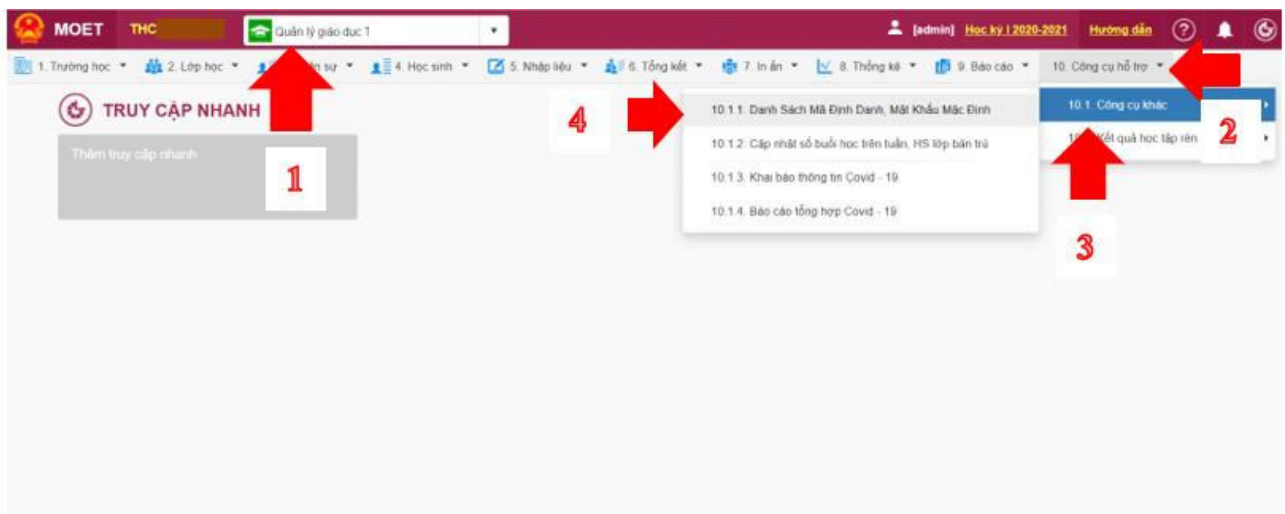 MOET THC Quản lý giáo dục 1 [admin] Học kỳ I 2020-2021 Hướng dẫn ?
1. Trường học 2. Lớp học sự 4. Học sinh 5. Nhập liệu 6. Tổng kết 7. In ấn 8. Thống kê 9. Báo cáo 10. Công cụ hỗ trợ
TRUY CẬP NHANH
Thêm truy cập nhanh
1
4
10.1.1. Danh Sách Mã Định Danh, Mật Khẩu Mặc Định
10.1.2. Cập nhật số buổi học trên tuần, HS lớp bán trú
10.1.3. Khai báo thông tin Covid - 19
10.1.4. Báo cáo tổng hợp Covid - 19
10.1. Công cụ khác
Kết quả học tập rèn
2
3